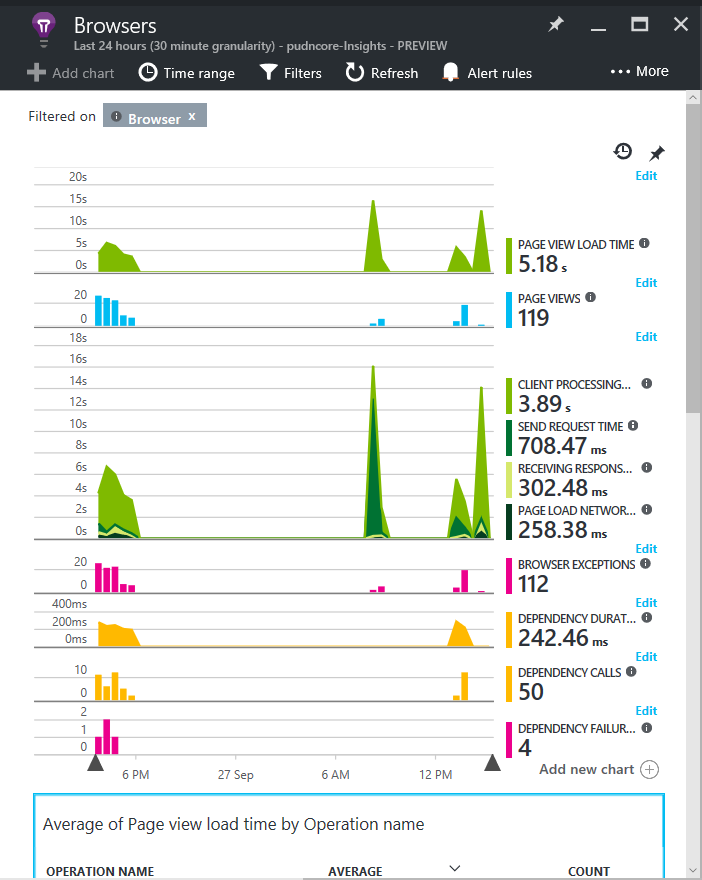 Browsers
Last 24 hours (30 minute granularity) - pudncore-Insights - PREVIEW
Add chart Time range Filters Refresh Alert rules ••• More
Filtered on Browser x
Edit
20s
15s
10s
5s
0s
PAGE VIEW LOAD TIME
5.18 s
Edit
20
0
PAGE VIEWS
119
Edit
18s
16s
14s
12s
10s
8s
6s
4s
2s
0s
CLIENT PROCESSING...
3.89 s
SEND REQUEST TIME
708.47 ms
RECEIVING RESPONS...
302.48 ms
PAGE LOAD NETWOR...
258.38 ms
Edit
20
0
BROWSER EXCEPTIONS
112
Edit
400ms
200ms
0ms
DEPENDENCY DURAT...
242.46 ms
Edit
10
0
DEPENDENCY CALLS
50
Edit
2
1
0
DEPENDENCY FAILUR...
4
6 PM 27 Sep 6 AM 12 PM
Add new chart
Average of Page view load time by Operation name
OPERATION NAME AVERAGE COUNT